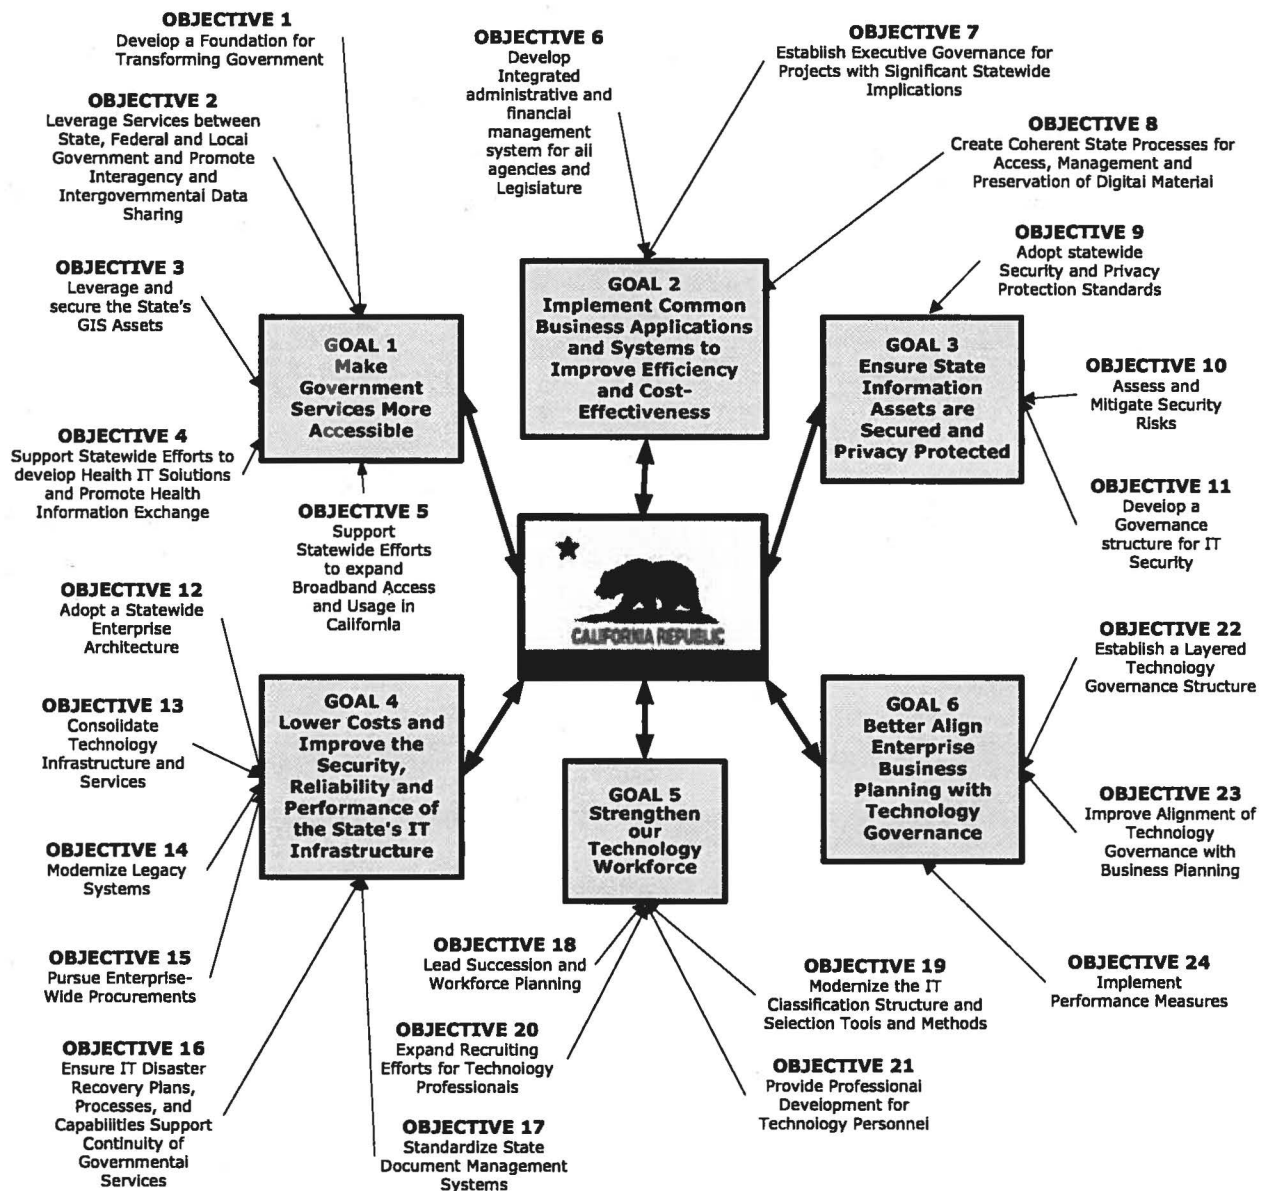 OBJECTIVE 1
Develop a Foundation for
Transforming Government
OBJECTIVE 2
Leverage Services between
State, Federal and Local
Government and Promote
Interagency and
Intergovernmental Data
Sharing
OBJECTIVE 3
Leverage and
secure the State's
GIS Assets
OBJECTIVE 4
Support Statewide Efforts to
develop Health IT Solutions
and Promote Health
Information Exchange
OBJECTIVE 5
Support
Statewide Efforts
to expand
Broadband Access
and Usage in
California
GOAL 1
Make
Government
Services More
Accessible
OBJECTIVE 6
Develop
Integrated
administrative and
financial
management
system for all
agencies and
Legislature
OBJECTIVE 7
Establish Executive Governance for
Projects with Significant Statewide
Implications
OBJECTIVE 8
Create Coherent State Processes for
Access, Management and
Preservation of Digital Material
GOAL 2
Implement Common
Business Applications
and Systems to
Improve Efficiency
and Cost-
Effectiveness
OBJECTIVE 9
Adopt statewide
Security and Privacy
Protection Standards
GOAL 3
Ensure State
Information
Assets are
Secured and
Privacy Protected
OBJECTIVE 10
Assess and
Mitigate Security
Risks
OBJECTIVE 11
Develop a
Governance
structure for IT
Security
CALIFORNIA REPUBLIC
OBJECTIVE 12
Adopt a Statewide
Enterprise
Architecture
OBJECTIVE 13
Consolidate
Technology
Infrastructure and
Services
OBJECTIVE 14
Modernize Legacy
Systems
OBJECTIVE 15
Pursue Enterprise-
Wide Procurements
OBJECTIVE 16
Ensure IT Disaster
Recovery Plans,
Processes, and
Capabilities Support
Continuity of
Governmental
Services
GOAL 4
Lower Costs and
Improve the
Security,
Reliability and
Performance of
the State's IT
Infrastructure
OBJECTIVE 17
Standardize State
Document Management
Systems
GOAL 5
Strengthen
our
Technology
Workforce
OBJECTIVE 18
Lead Succession and
Workforce Planning
OBJECTIVE 19
Modernize the IT
Classification Structure and
Selection Tools and Methods
OBJECTIVE 20
Expand Recruiting
Efforts for Technology
Professionals
OBJECTIVE 21
Provide Professional
Development for
Technology Personnel
GOAL 6
Better Align
Enterprise
Business
Planning with
Technology
Governance
OBJECTIVE 22
Establish a Layered
Technology
Governance Structure
OBJECTIVE 23
Improve Alignment of
Technology
Governance with
Business Planning
OBJECTIVE 24
Implement
Performance Measures